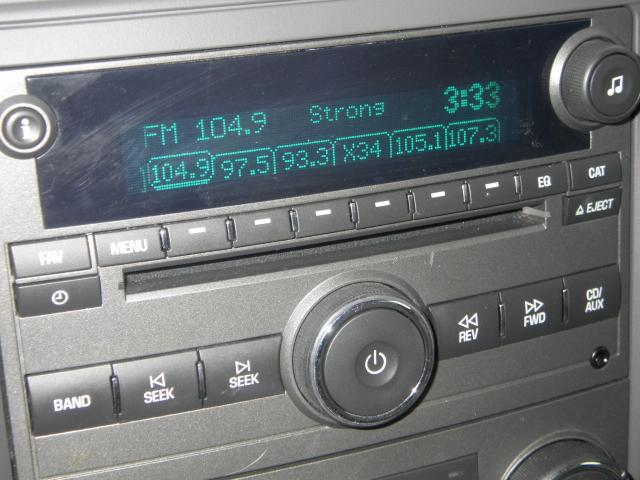 FM 104.9 Strong 3:33
104.9 97.5 93.3 X34 105.1 107.3
i
FAV MENU EQ CAT
EJECT
BAND SEEK SEEK REV FWD CD/
AUX